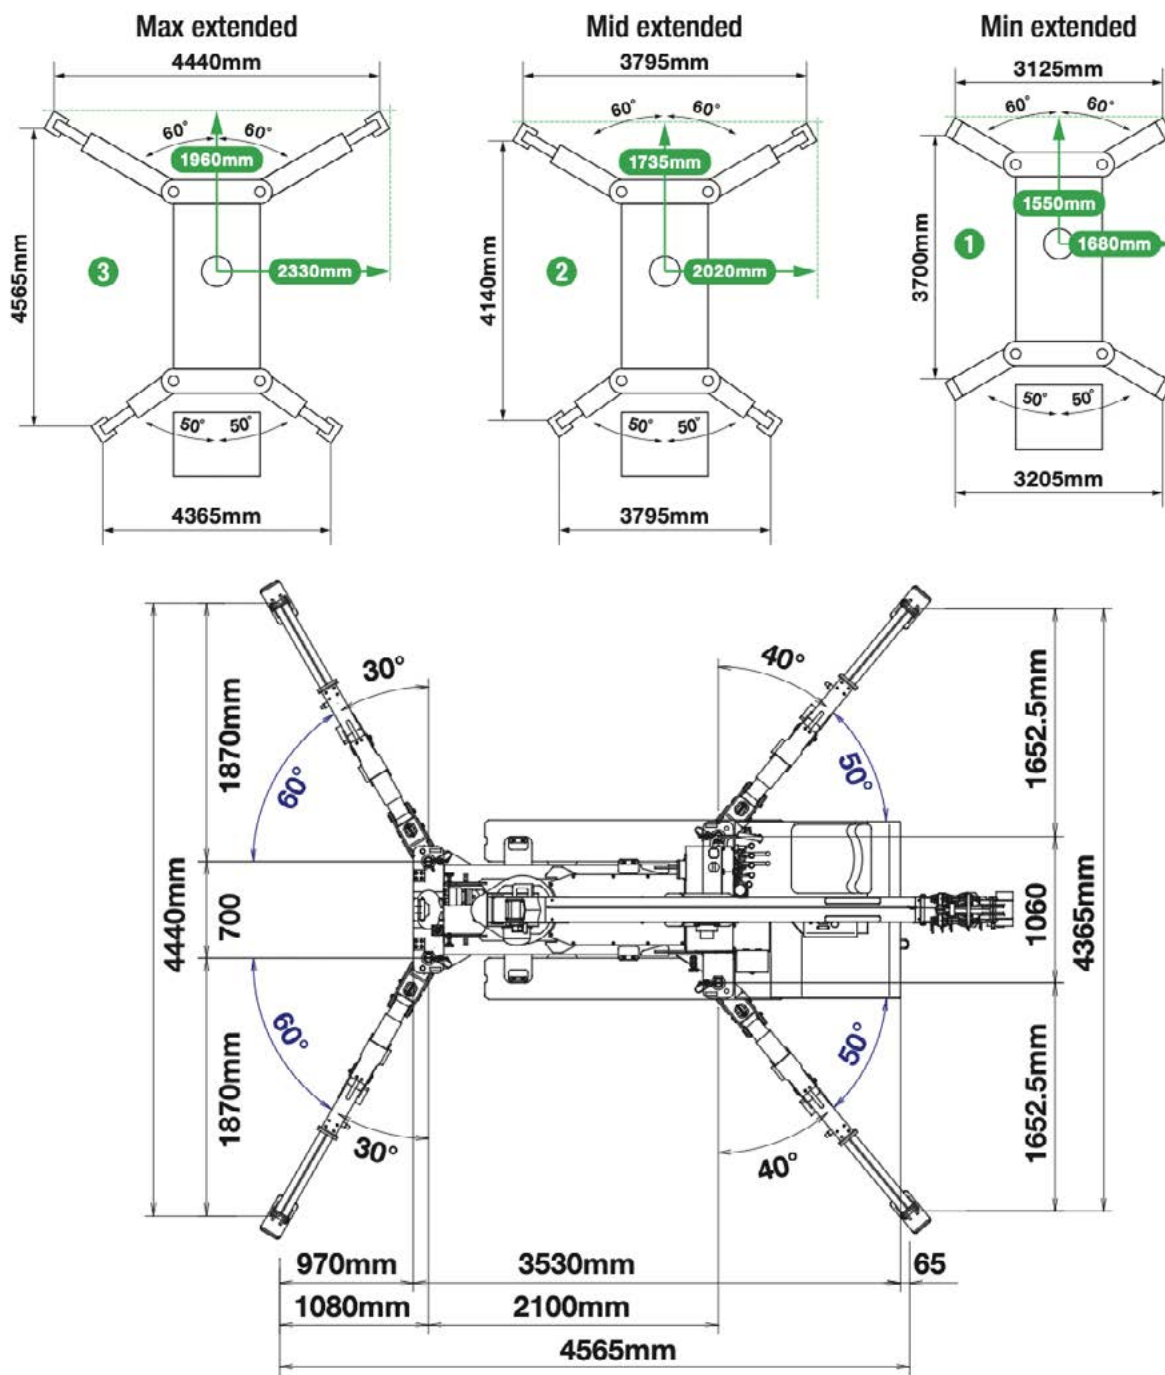 Max extended
Mid extended
Min extended
4440mm
3795mm
3125mm
60° 60°
60° 60°
60° 60°
1960mm
1735mm
1550mm
4565mm
3
2330mm
4140mm
2
2020mm
3700mm
1
1680mm
50° 50°
50° 50°
50° 50°
4365mm
3795mm
3205mm
30°
40°
1870mm
60°
50°
1652.5mm
4440mm
700
1060
4365mm
1870mm
60°
50°
1652.5mm
30°
40°
970mm
3530mm
65
1080mm
2100mm
4565mm